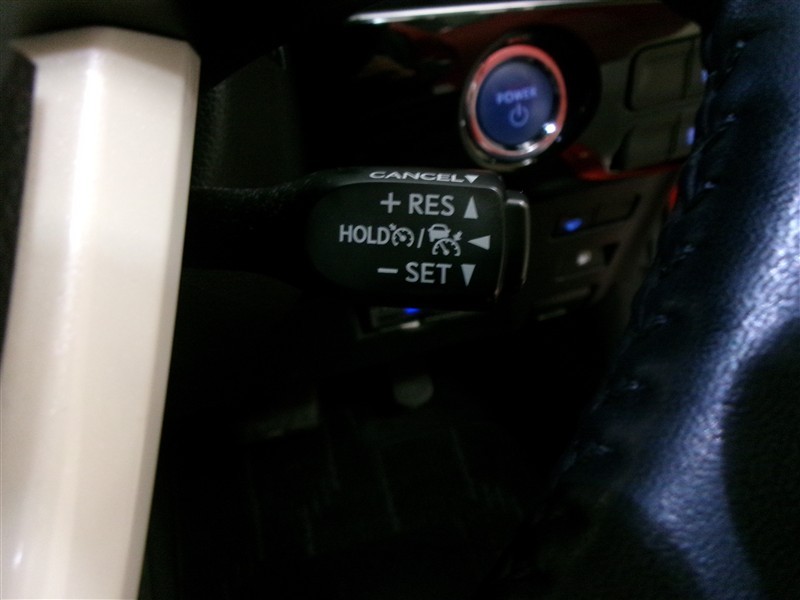 POWER
CANCEL▼
+ RES ▲
HOLD / ◀
− SET ▼